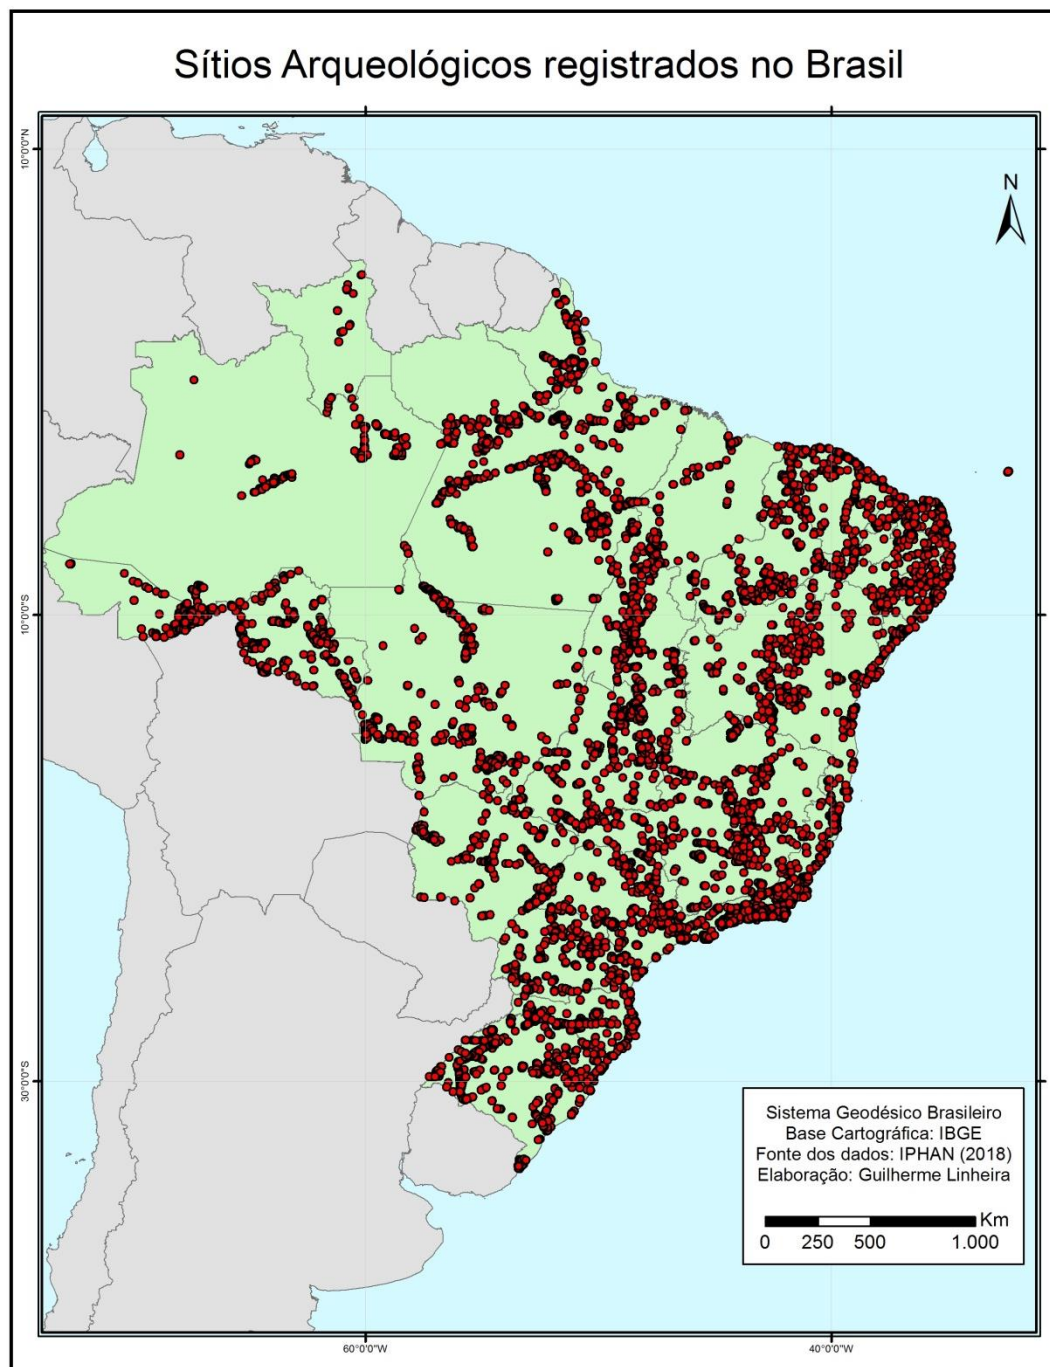 Sítios Arqueológicos registrados no Brasil
10°0'0"N
N
10°0'0"S
30°0'0"S
Sistema Geodésico Brasileiro
Base Cartográfica: IBGE
Fonte dos dados: IPHAN (2018)
Elaboração: Guilherme Linheira
Km
0 250 500 1.000
60°0'0"W 40°0'0"W